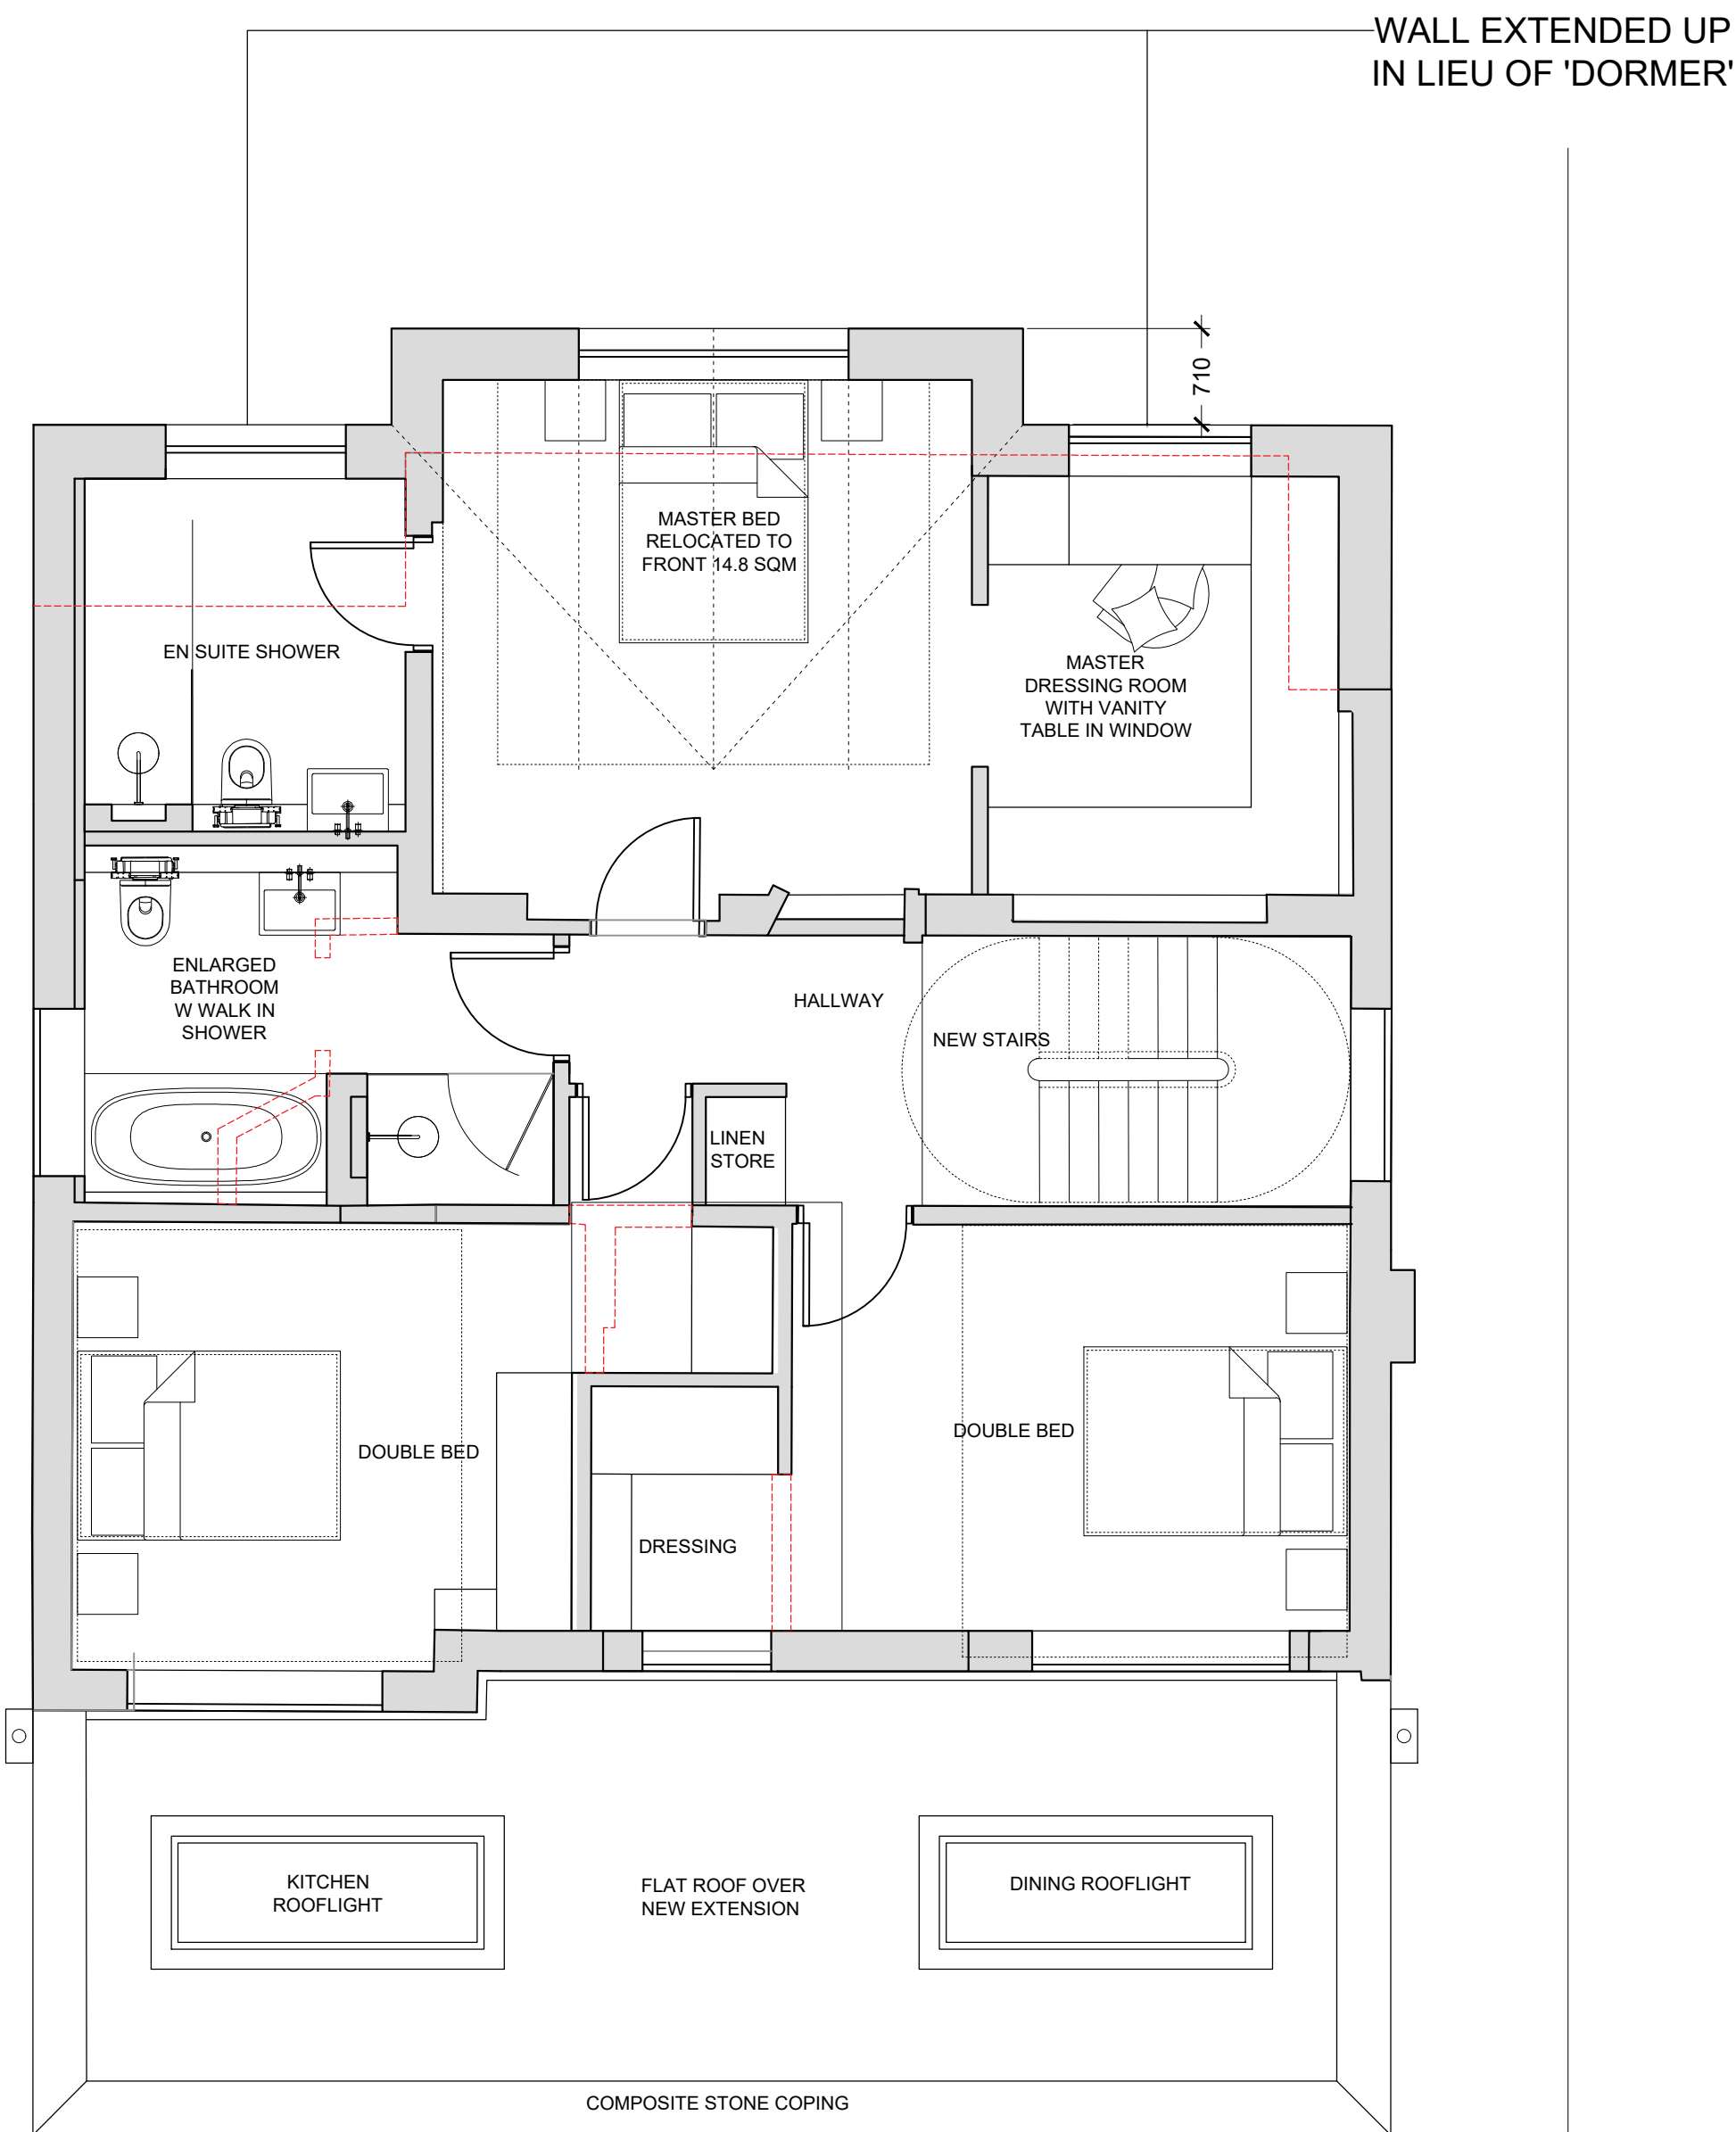 WALL EXTENDED UP
IN LIEU OF 'DORMER'
710
MASTER BED
RELOCATED TO
FRONT 14.8 SQM
EN SUITE SHOWER
MASTER
DRESSING ROOM
WITH VANITY
TABLE IN WINDOW
ENLARGED
BATHROOM
W WALK IN
SHOWER
HALLWAY
NEW STAIRS
LINEN
STORE
DOUBLE BED
DOUBLE BED
DRESSING
KITCHEN
ROOFLIGHT
FLAT ROOF OVER
NEW EXTENSION
DINING ROOFLIGHT
COMPOSITE STONE COPING